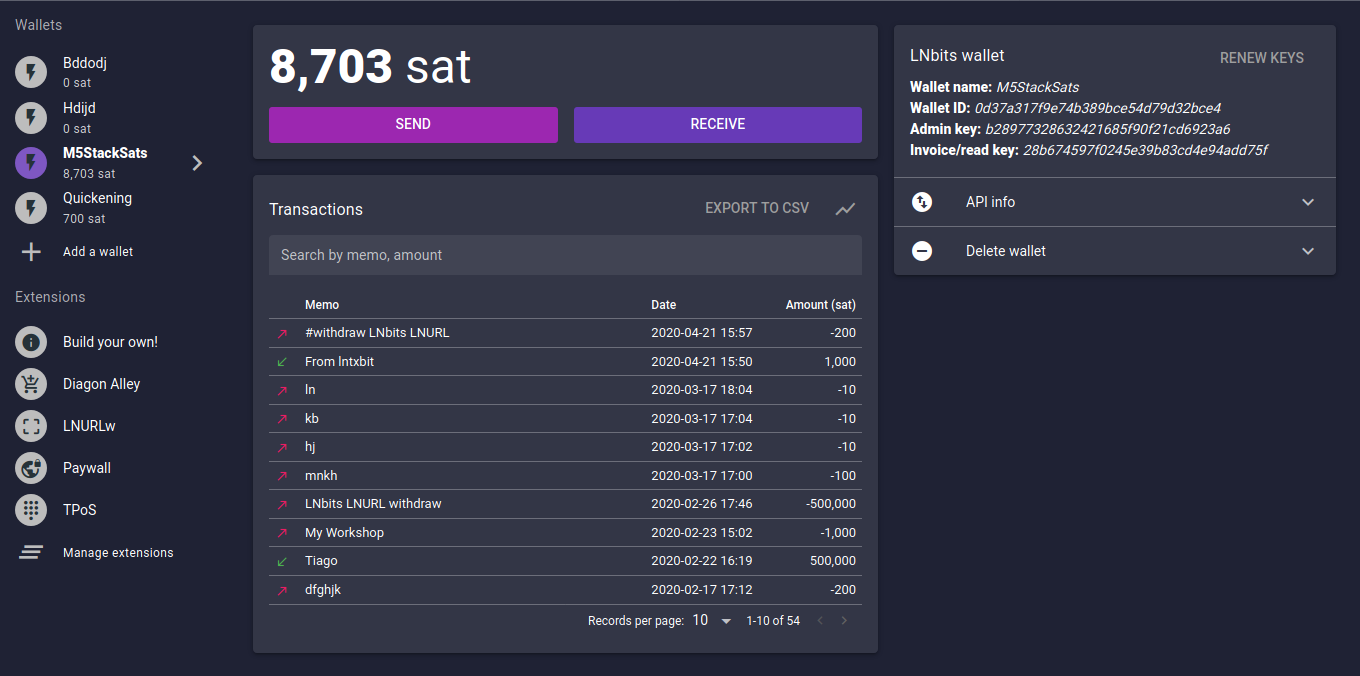 Wallets
Bddodj
0 sat
Hdijd
0 sat
M5StackSats
8,703 sat
Quickening
700 sat
Add a wallet
Extensions
Build your own!
Diagon Alley
LNURLw
Paywall
TPoS
Manage extensions
8,703 sat
SEND RECEIVE
Transactions EXPORT TO CSV
Search by memo, amount
Memo Date Amount (sat)
#withdraw LNbits LNURL 2020-04-21 15:57 -200
From lntxbit 2020-04-21 15:50 1,000
ln 2020-03-17 18:04 -10
kb 2020-03-17 17:04 -10
hj 2020-03-17 17:02 -10
mnkh 2020-03-17 17:00 -100
LNbits LNURL withdraw 2020-02-26 17:46 -500,000
My Workshop 2020-02-23 15:02 -1,000
Tiago 2020-02-22 16:19 500,000
dfghjk 2020-02-17 17:12 -200
Records per page: 10 1-10 of 54
LNbits wallet RENEW KEYS
Wallet name: M5StackSats
Wallet ID: 0d37a317f9e74b389bce54d79d32bce4
Admin key: b28977328632421685f90f21cd6923a6
Invoice/read key: 28b674597f0245e39b83cd4e94add75f
API info
Delete wallet